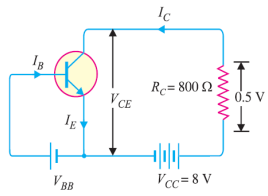 I_C
I_B
R_C = 800 Ω
0.5 V
V_CE
I_E
V_BB
V_CC = 8 V